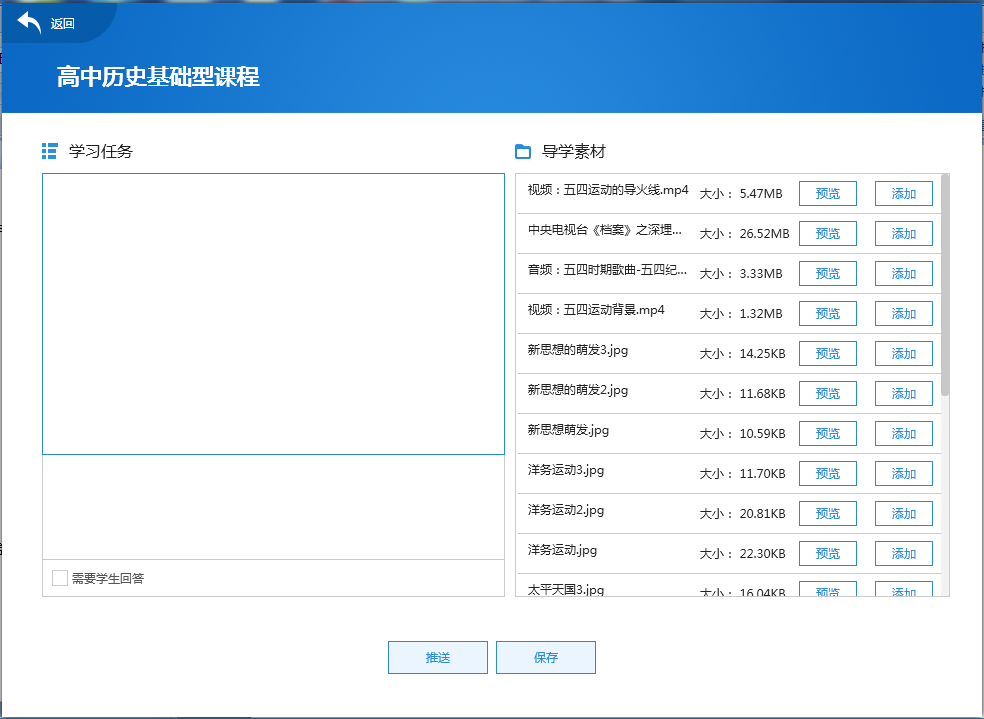 返回
高中历史基础型课程
学习任务
导学素材
视频：五四运动的导火线.mp4 大小： 5.47MB 预览 添加
中央电视台《档案》之深埋... 大小： 26.52MB 预览 添加
音频：五四时期歌曲-五四纪... 大小： 3.33MB 预览 添加
视频：五四运动背景.mp4 大小： 1.32MB 预览 添加
新思想的萌发3.jpg 大小： 14.25KB 预览 添加
新思想的萌发2.jpg 大小： 11.68KB 预览 添加
新思想萌发.jpg 大小： 10.59KB 预览 添加
洋务运动3.jpg 大小： 11.70KB 预览 添加
洋务运动2.jpg 大小： 20.81KB 预览 添加
洋务运动.jpg 大小： 22.30KB 预览 添加
太平天国3.jpg 大小： 16.04KB 预览 添加
需要学生回答
推送 保存